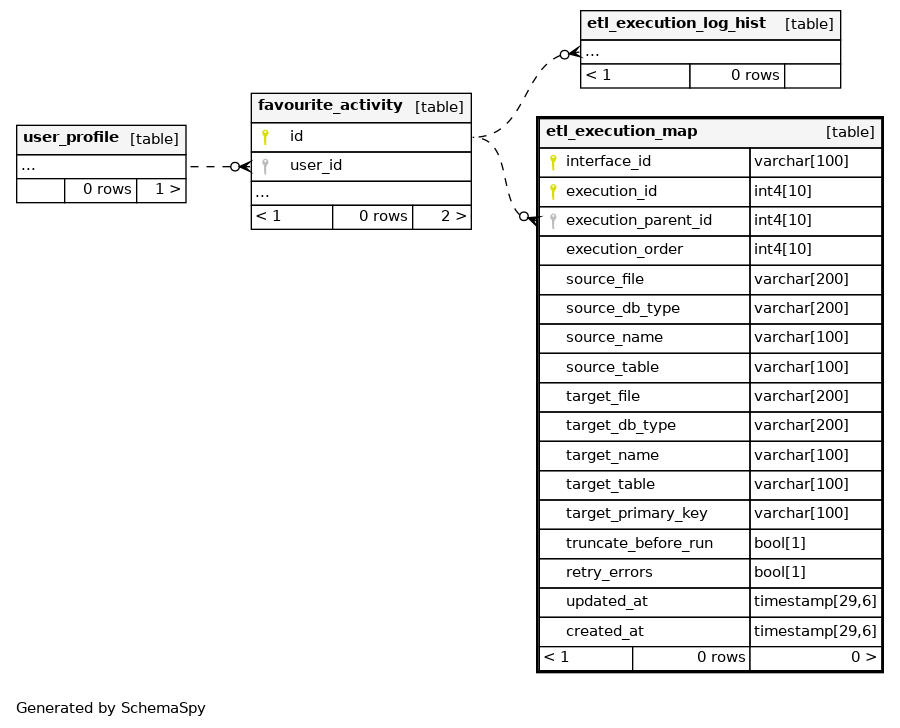 etl_execution_log_hist [table]
...
< 1 0 rows
favourite_activity [table]
id
user_id
...
< 1 0 rows 2 >
user_profile [table]
...
0 rows 1 >
etl_execution_map [table]
interface_id varchar[100]
execution_id int4[10]
execution_parent_id int4[10]
execution_order int4[10]
source_file varchar[200]
source_db_type varchar[200]
source_name varchar[100]
source_table varchar[100]
target_file varchar[200]
target_db_type varchar[200]
target_name varchar[100]
target_table varchar[100]
target_primary_key varchar[100]
truncate_before_run bool[1]
retry_errors bool[1]
updated_at timestamp[29,6]
created_at timestamp[29,6]
< 1 0 rows 0 >
Generated by SchemaSpy